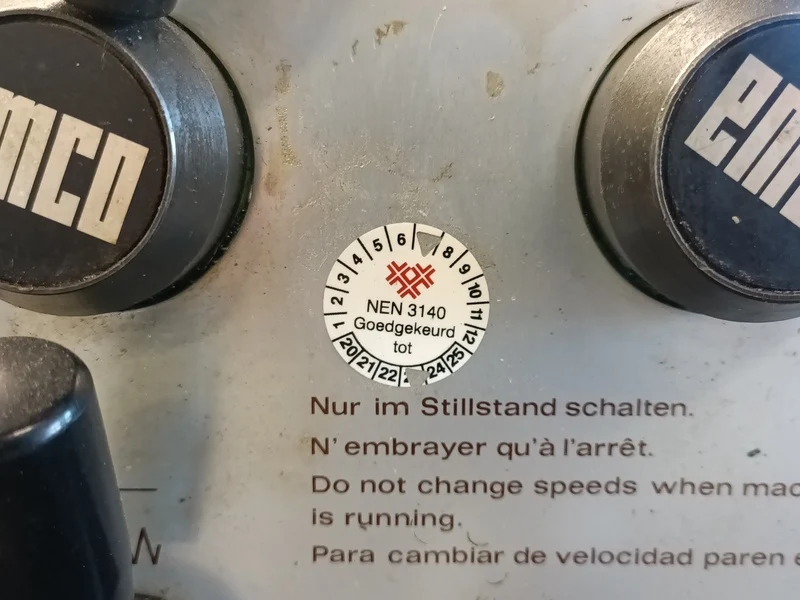 mco
em
1 2 3 4 5 6 8 9 10 11 12
NEN 3140
Goedgekeurd
tot
20 21 22 24 25
Nur im Stillstand schalten.
N' embrayer qu'à l'arrêt.
Do not change speeds when mac
is running.
Para cambiar de velocidad paren e